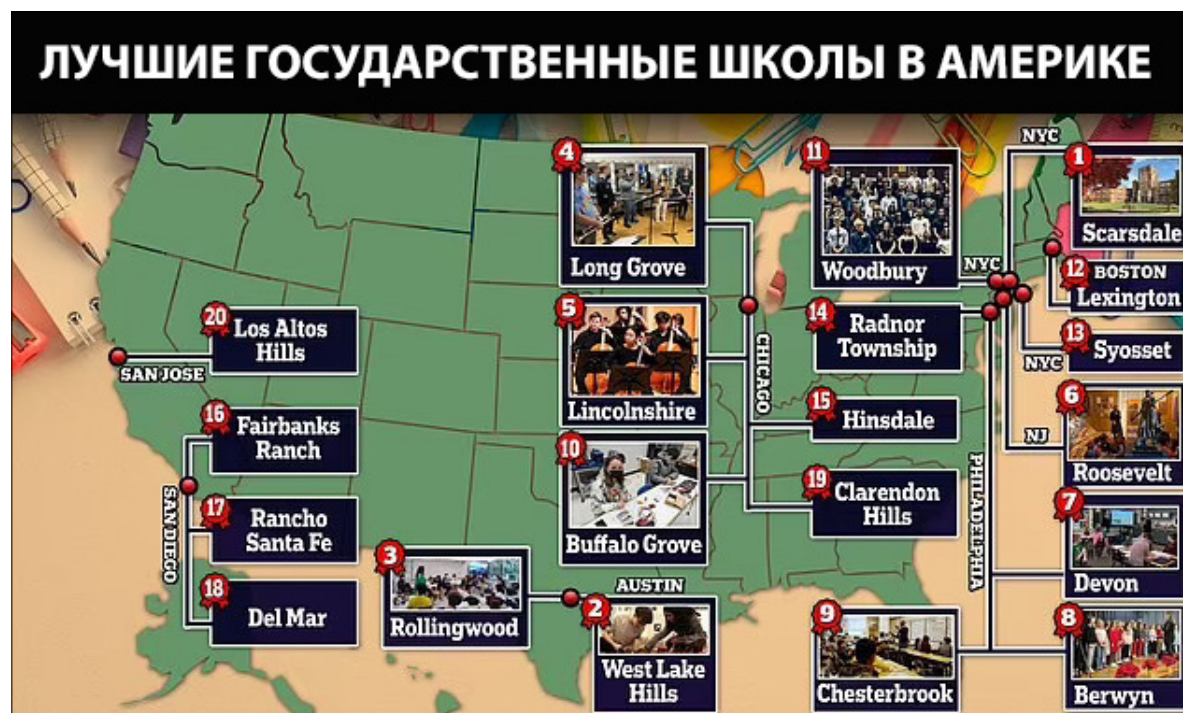 ЛУЧШИЕ ГОСУДАРСТВЕННЫЕ ШКОЛЫ В АМЕРИКЕ
NYC
1
Scarsdale
4
Long Grove
11
Woodbury
NYC
12
BOSTON
Lexington
20
Los Altos
Hills
SAN JOSE
5
Lincolnshire
CHICAGO
14
Radnor
Township
13
Syosset
NYC
16
Fairbanks
Ranch
15
Hinsdale
6
Roosevelt
NJ
10
Buffalo Grove
19
Clarendon
Hills
PHILADELPHIA
7
Devon
SAN DIEGO
17
Rancho
Santa Fe
18
Del Mar
3
Rollingwood
AUSTIN
2
West Lake
Hills
9
Chesterbrook
8
Berwyn